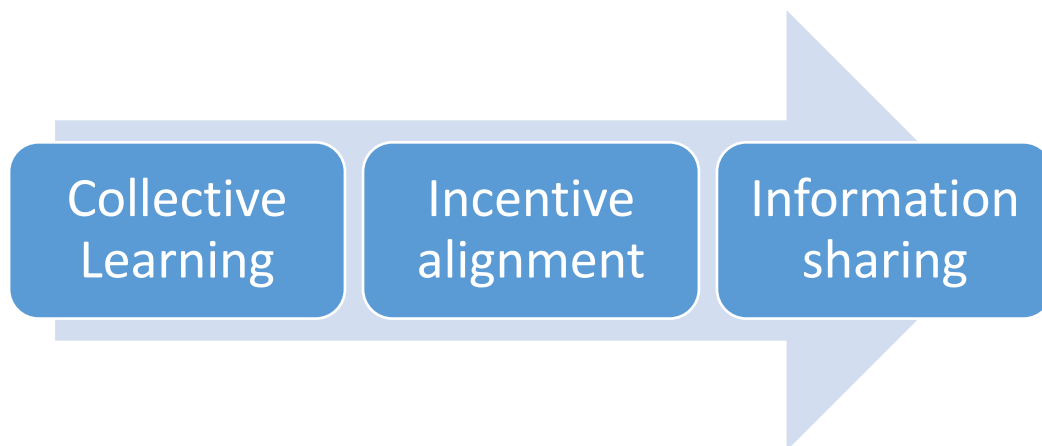 Collective
Learning
Incentive
alignment
Information
sharing